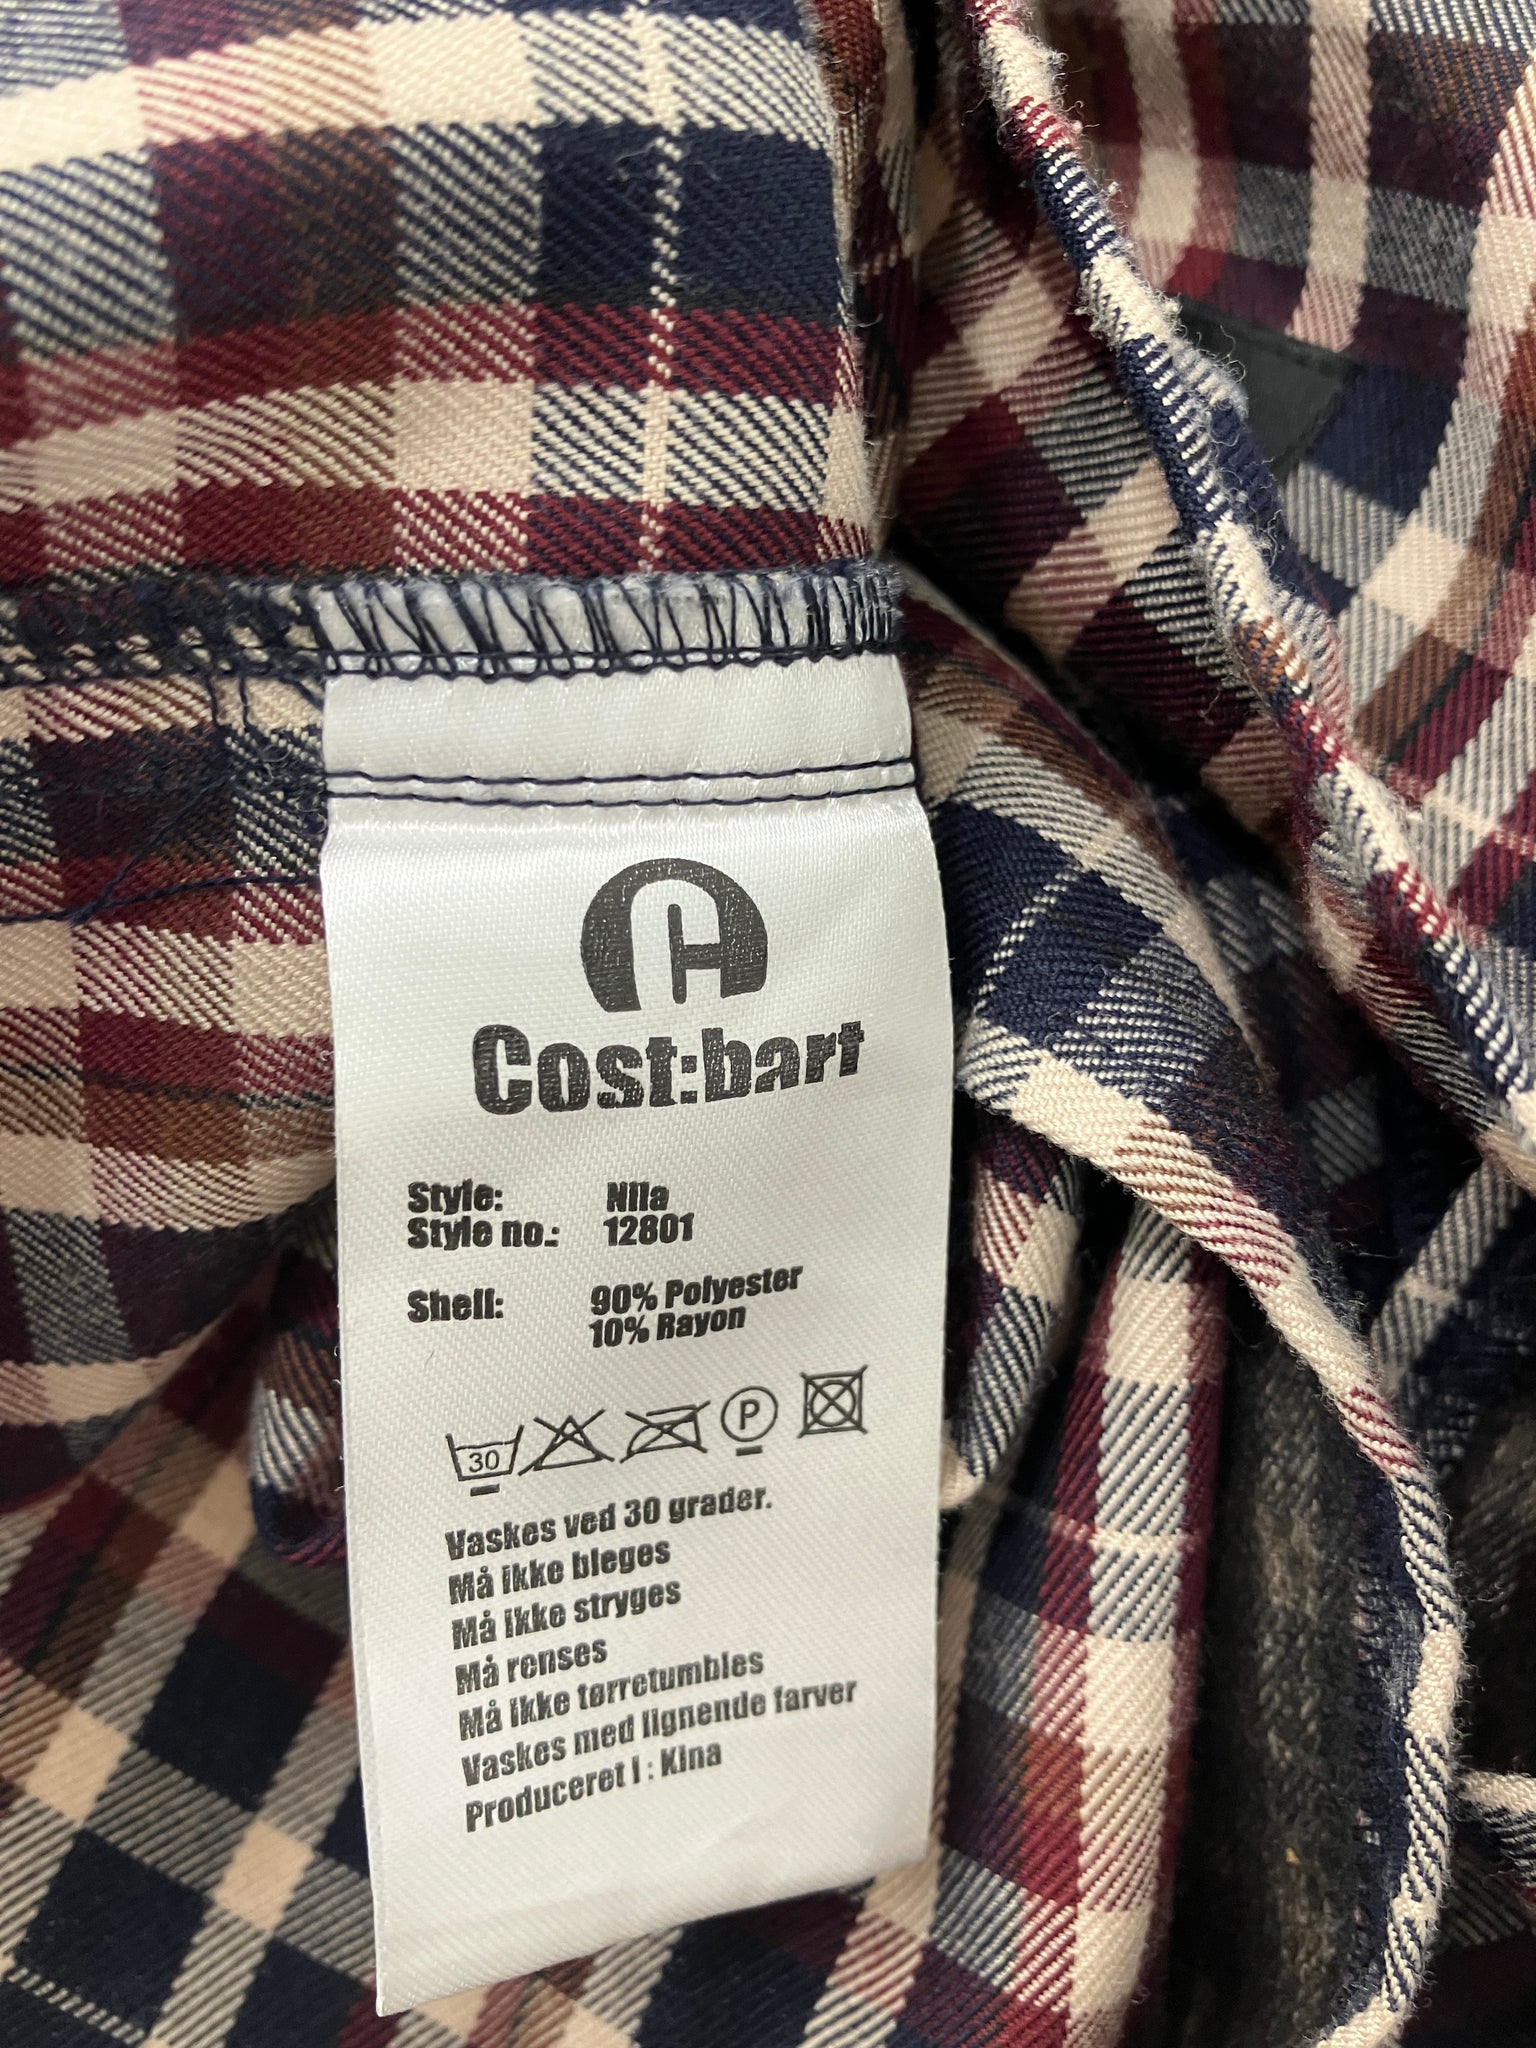 Cost:bart
Style: Nila
Style no.: 12801
Shell: 90% Polyester
10% Rayon
30 P
Vaskes ved 30 grader.
Må ikke bleges
Må ikke stryges
Må renses
Må ikke tørretumbles
Vaskes med lignende farver
Produceret i : Kina